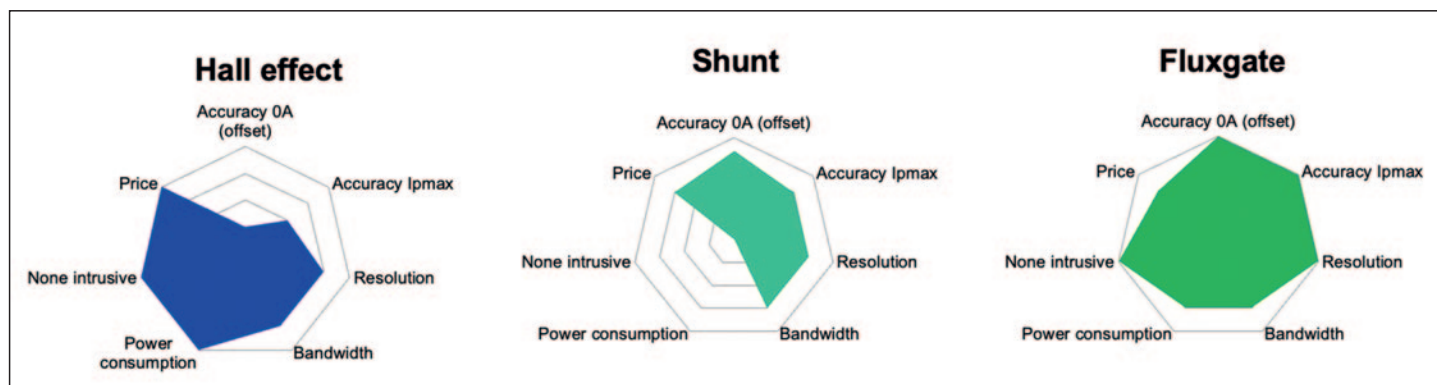 Hall effect
Accuracy 0A
(offset)
Price
Accuracy Ipmax
None intrusive
Resolution
Power
consumption
Bandwidth
Shunt
Accuracy 0A (offset)
Price
Accuracy Ipmax
None intrusive
Resolution
Power consumption
Bandwidth
Fluxgate
Accuracy 0A (offset)
Price
Accuracy Ipmax
None intrusive
Resolution
Power consumption
Bandwidth